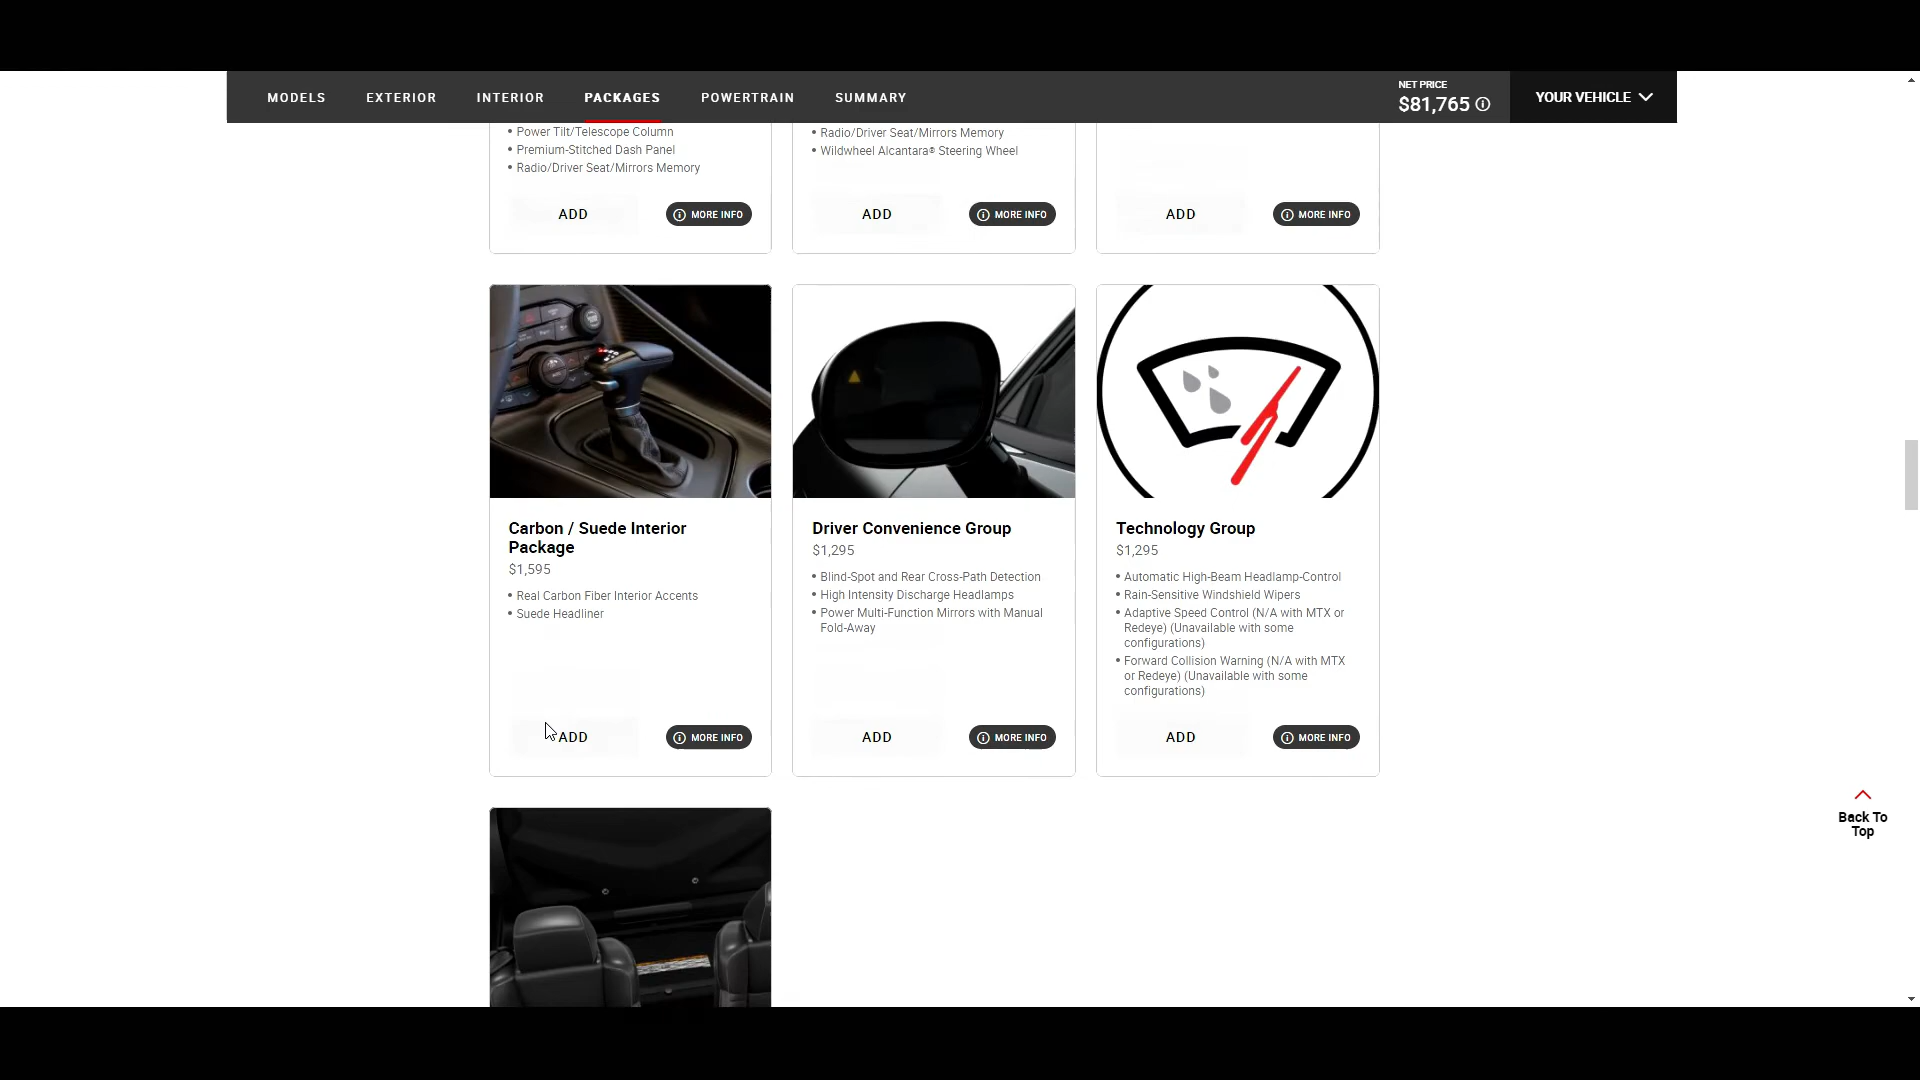 MODELS
EXTERIOR
INTERIOR
PACKAGES
POWERTRAIN
SUMMARY
NET PRICE
$81,765
YOUR VEHICLE
• Power Tilt/Telescope Column
• Premium-Stitched Dash Panel
• Radio/Driver Seat/Mirrors Memory
ADD
MORE INFO
• Radio/Driver Seat/Mirrors Memory
• Wildwheel Alcantara® Steering Wheel
ADD
MORE INFO
ADD
MORE INFO
Carbon / Suede Interior
Package
$1,595
• Real Carbon Fiber Interior Accents
• Suede Headliner
ADD
MORE INFO
Driver Convenience Group
$1,295
• Blind-Spot and Rear Cross-Path Detection
• High Intensity Discharge Headlamps
• Power Multi-Function Mirrors with Manual
Fold-Away
ADD
MORE INFO
Technology Group
$1,295
• Automatic High-Beam Headlamp-Control
• Rain-Sensitive Windshield Wipers
• Adaptive Speed Control (N/A with MTX or
Redeye) (Unavailable with some
configurations)
• Forward Collision Warning (N/A with MTX
or Redeye) (Unavailable with some
configurations)
ADD
MORE INFO
Back To
Top